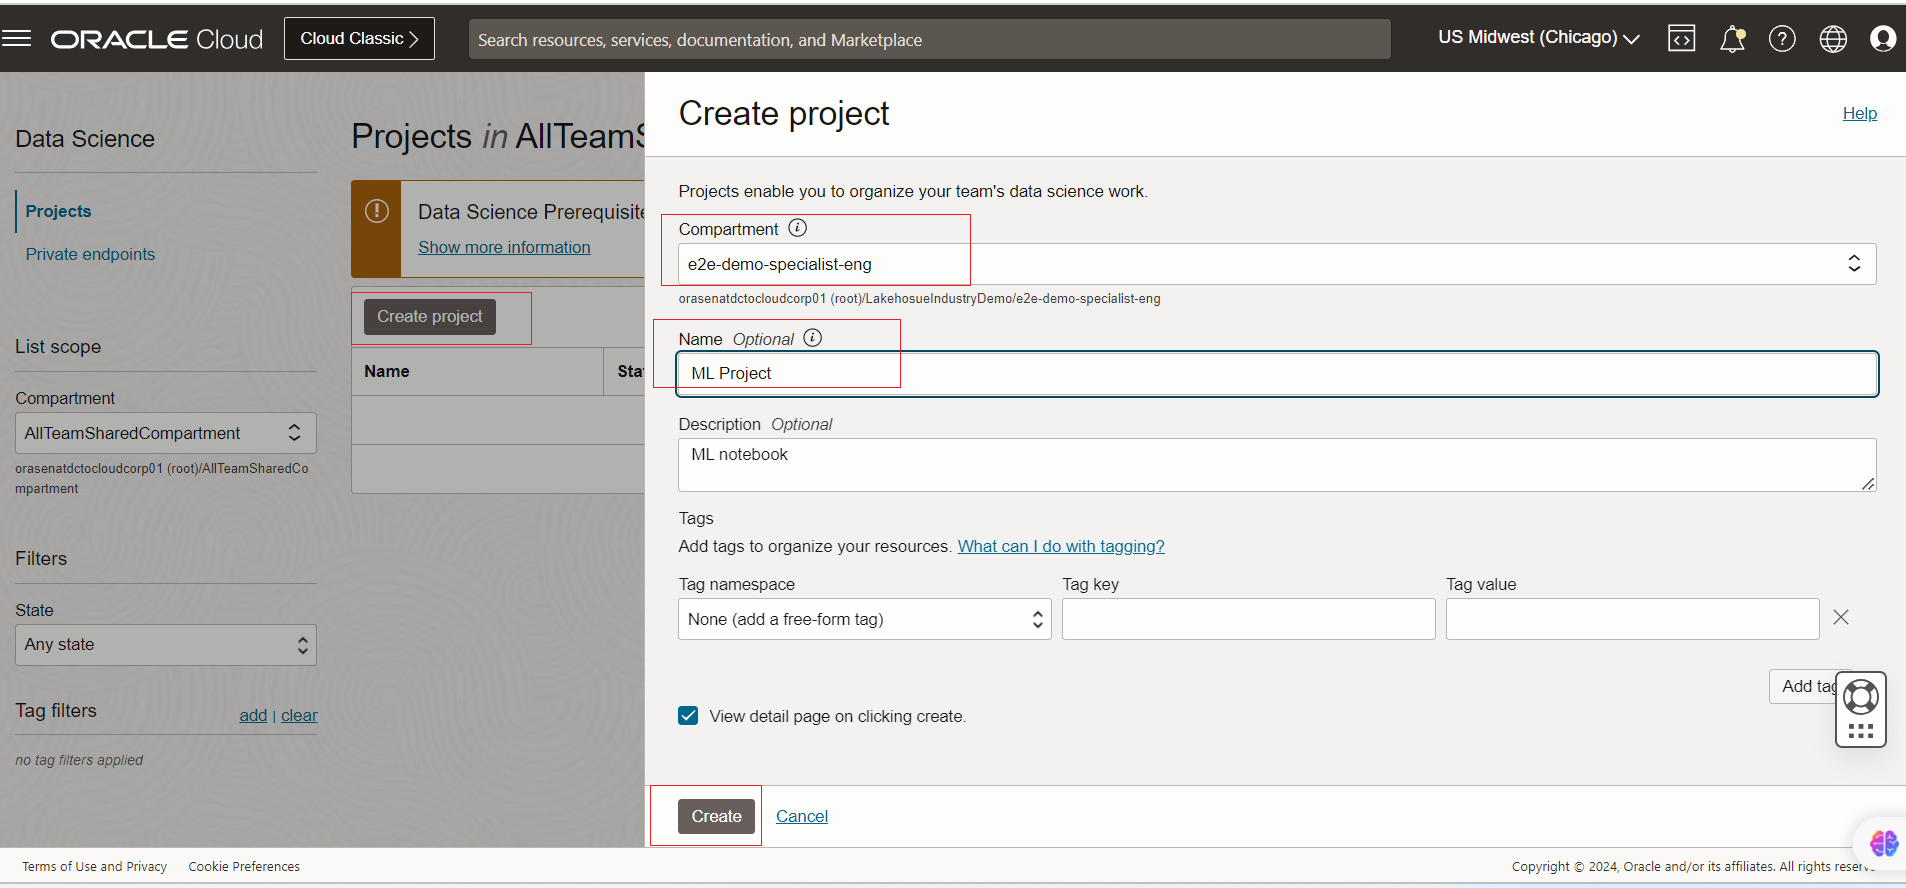 ORACLE Cloud
Cloud Classic
Search resources, services, documentation, and Marketplace
US Midwest (Chicago)
Data Science
Projects
Private endpoints
List scope
Compartment
AllTeamSharedCompartment
orasenatdctocloudcorp01 (root)/AllTeamSharedCo
mpartment
Filters
State
Any state
Tag filters
add | clear
no tag filters applied
Projects in AllTeamS
Data Science Prerequisite
Show more information
Create project
Name
Sta
Create project
Help
Projects enable you to organize your team's data science work.
Compartment
e2e-demo-specialist-eng
orasenatdctocloudcorp01 (root)/LakehosueIndustryDemo/e2e-demo-specialist-eng
Name Optional
ML Project
Description Optional
ML notebook
Tags
Add tags to organize your resources. What can I do with tagging?
Tag namespace
Tag key
Tag value
None (add a free-form tag)
Add tag
View detail page on clicking create.
Create
Cancel
Terms of Use and Privacy
Cookie Preferences
Copyright © 2024, Oracle and/or its affiliates. All rights reserve